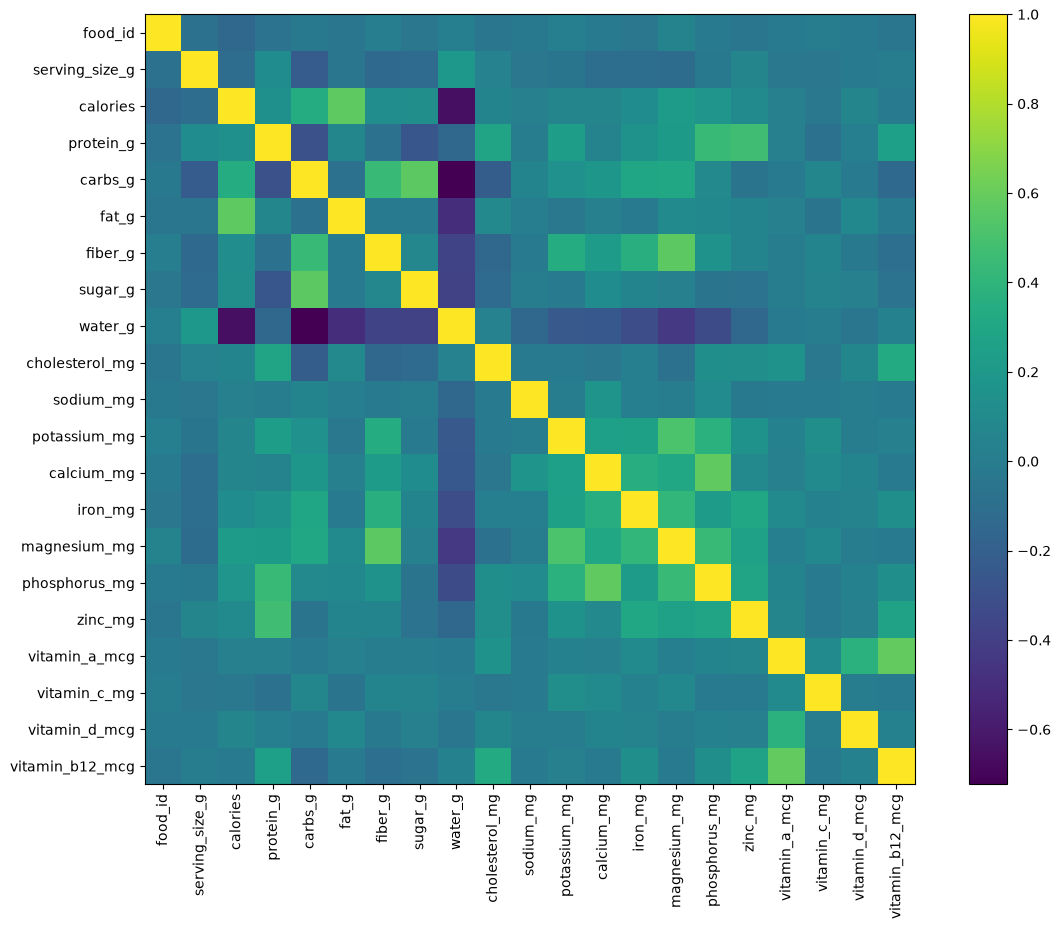 food_id
serving_size_g
calories
protein_g
carbs_g
fat_g
fiber_g
sugar_g
water_g
cholesterol_mg
sodium_mg
potassium_mg
calcium_mg
iron_mg
magnesium_mg
phosphorus_mg
zinc_mg
vitamin_a_mcg
vitamin_c_mg
vitamin_d_mcg
vitamin_b12_mcg
food_id
serving_size_g
calories
protein_g
carbs_g
fat_g
fiber_g
sugar_g
water_g
cholesterol_mg
sodium_mg
potassium_mg
calcium_mg
iron_mg
magnesium_mg
phosphorus_mg
zinc_mg
vitamin_a_mcg
vitamin_c_mg
vitamin_d_mcg
vitamin_b12_mcg
1.0
0.8
0.6
0.4
0.2
0.0
−0.2
−0.4
−0.6